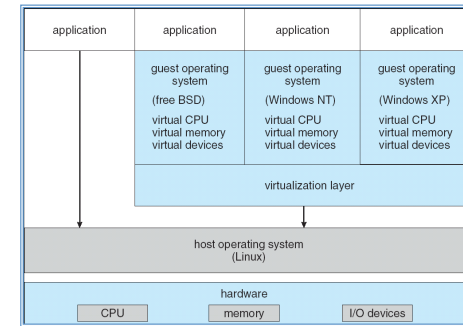 application
application
application
application
guest operating
system
(free BSD)
virtual CPU
virtual memory
virtual devices
guest operating
system
(Windows NT)
virtual CPU
virtual memory
virtual devices
guest operating
system
(Windows XP)
virtual CPU
virtual memory
virtual devices
virtualization layer
host operating system
(Linux)
hardware
CPU
memory
I/O devices